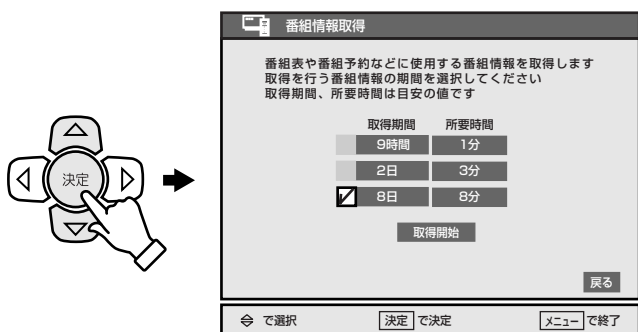 番組情報取得
番組表や番組予約などに使用する番組情報を取得します
取得を行う番組情報の期間を選択してください
取得期間、所要時間は目安の値です
取得期間 所要時間
9時間 1分
2日 3分
決定
8日 8分
取得開始
戻る
で選択 決定 で決定 メニュー で終了